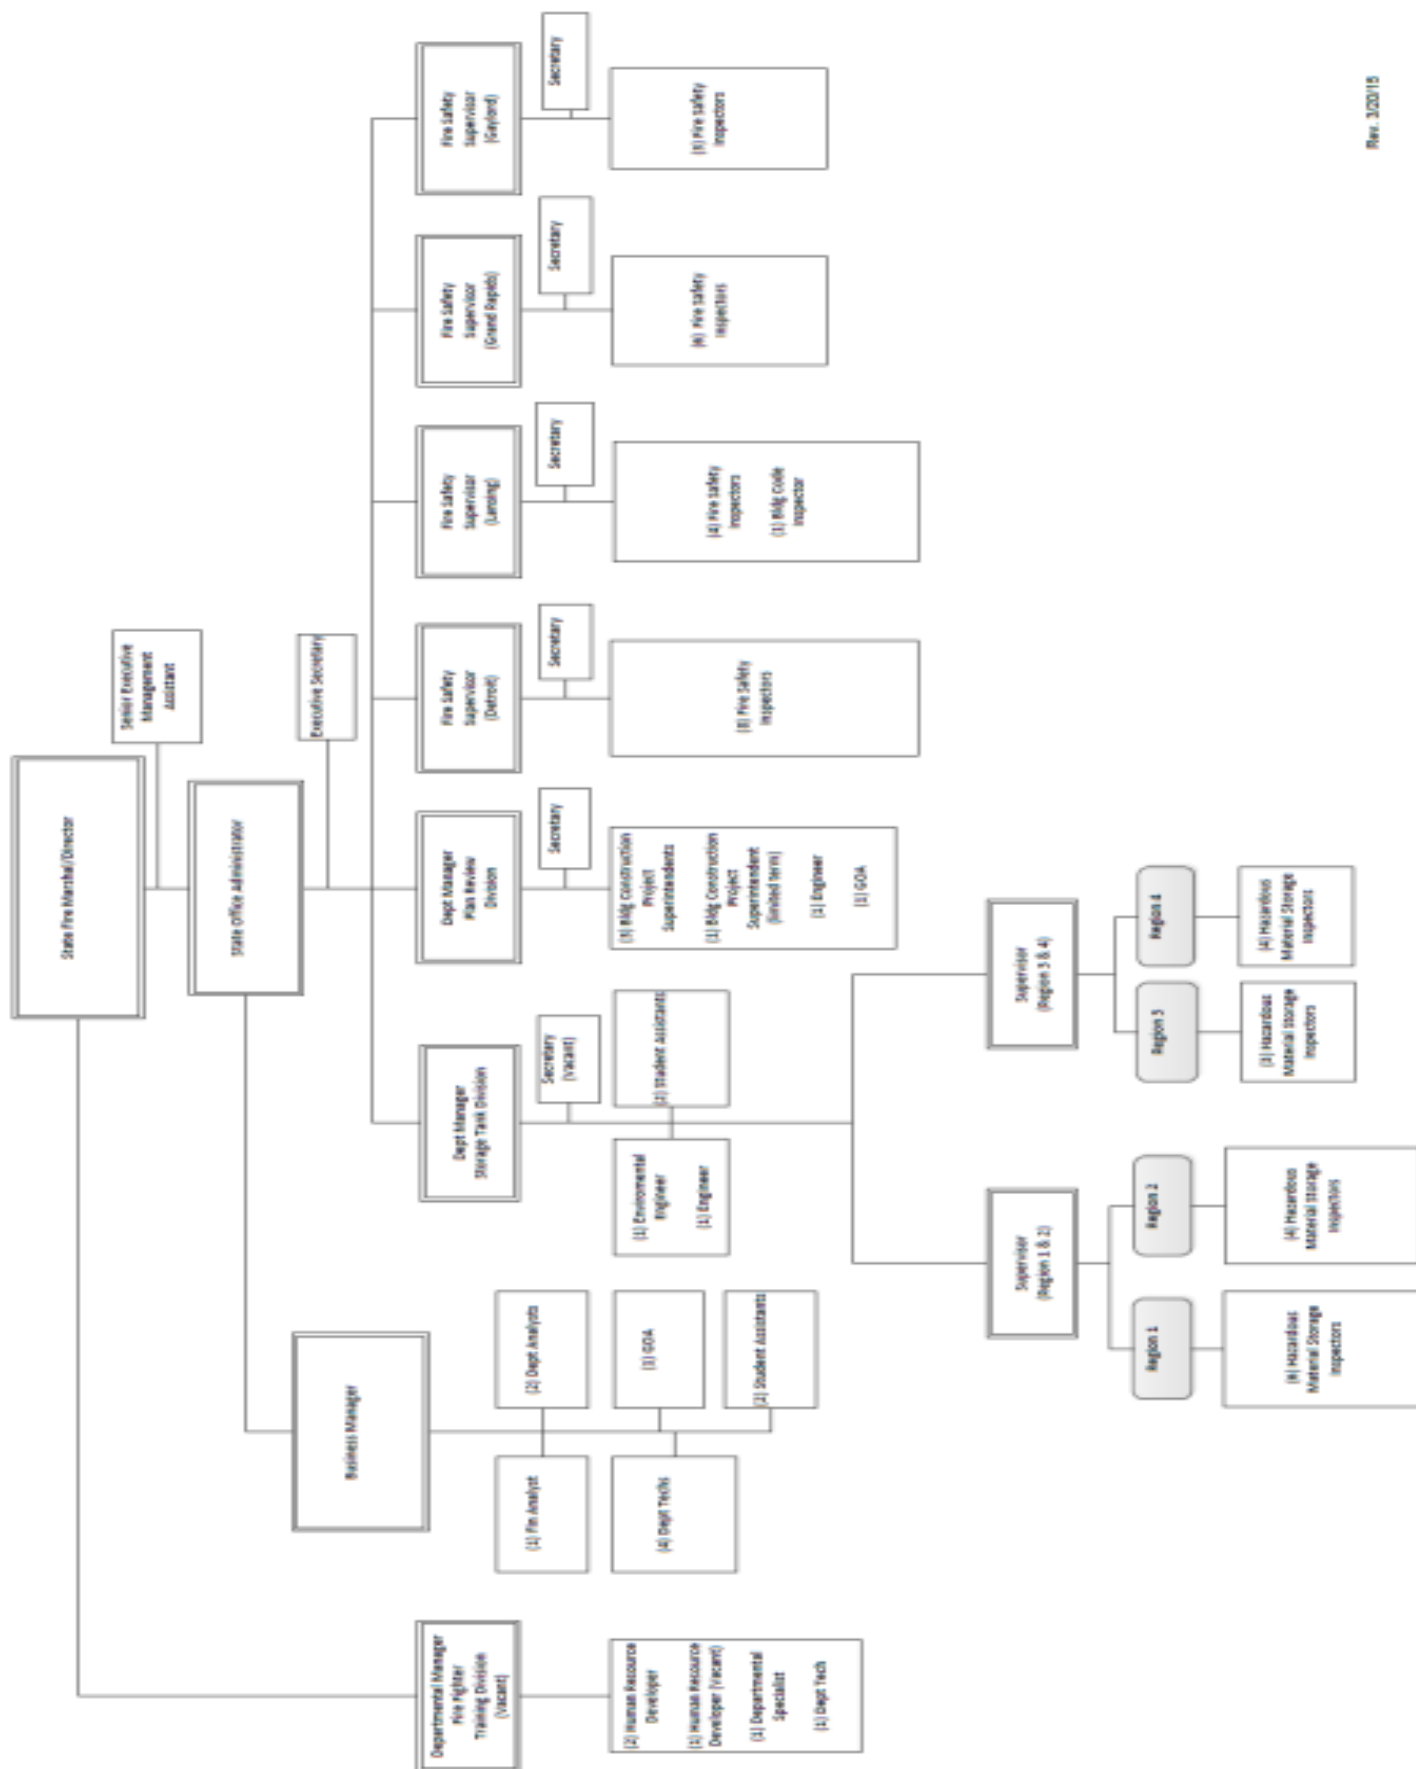 State Fire Marshal/Director
Senior Executive
Management
Assistant
State Office Administrator
Executive Secretary
Business Manager
(1) Fin Analyst
(2) Dept Analysts
(4) Dept Techs
(1) GOA
(2) Student Assistants
Departmental Manager
Fire Fighter
Training Division
(Vacant)
(2) Human Resource
Developer
(1) Human Resource
Developer (Vacant)
(1) Departmental
Specialist
(1) Dept Tech
Dept Manager
Storage Tank Division
Secretary
(Vacant)
(1) Enviromental
Engineer
(1) Engineer
(2) Student Assistants
Supervisor
(Region 1 & 2)
Region 1
(6) Hazardous
Material Storage
Inspectors
Region 2
(4) Hazardous
Material Storage
Inspectors
Supervisor
(Region 3 & 4)
Region 3
Hazardous
Material Storage
Inspectors
Region 4
(4) Hazardous
Material Storage
Inspectors
Dept Manager
Plan Review
Division
Secretary
Bldg Construction
Project
Superintendents
(1) Bldg Construction
Project
Superintendent
(limited term)
(1) Engineer
(1) GOA
Fire Safety
Supervisor
(Detroit)
Secretary
(8) Fire Safety
Inspectors
Fire Safety
Supervisor
(Lansing)
Secretary
(4) Fire Safety
Inspectors
(1) Bldg Code
Inspector
Fire Safety
Supervisor
(Grand Rapids)
Secretary
(6) Fire Safety
Inspectors
Fire Safety
Supervisor
(Gaylord)
Secretary
Fire Safety
Inspectors
Rev. 3/20/15